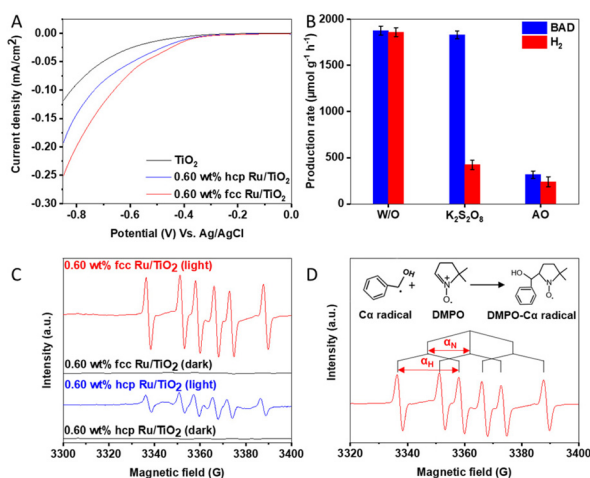 A
Current density (mA/cm²)
0.00
-0.05
-0.10
-0.15
-0.20
-0.25
-0.30
TiO₂
0.60 wt% hcp Ru/TiO₂
0.60 wt% fcc Ru/TiO₂
-0.8
-0.6
-0.4
-0.2
0.0
Potential (V) Vs. Ag/AgCl
B
Production rate (μmol g⁻¹ h⁻¹)
2000
1500
1000
500
0
BAD
H₂
W/O
K₂S₂O₈
AO
C
Intensity (a.u.)
0.60 wt% fcc Ru/TiO₂ (light)
0.60 wt% fcc Ru/TiO₂ (dark)
0.60 wt% hcp Ru/TiO₂ (light)
0.60 wt% hcp Ru/TiO₂ (dark)
3300
3320
3340
3360
3380
3400
Magnetic field (G)
D
Intensity (a.u.)
OH
+
N⁺
O·
HO
N
O·
Cα radical
DMPO
DMPO-Cα radical
αN
αH
3320
3340
3360
3380
3400
Magnetic field (G)